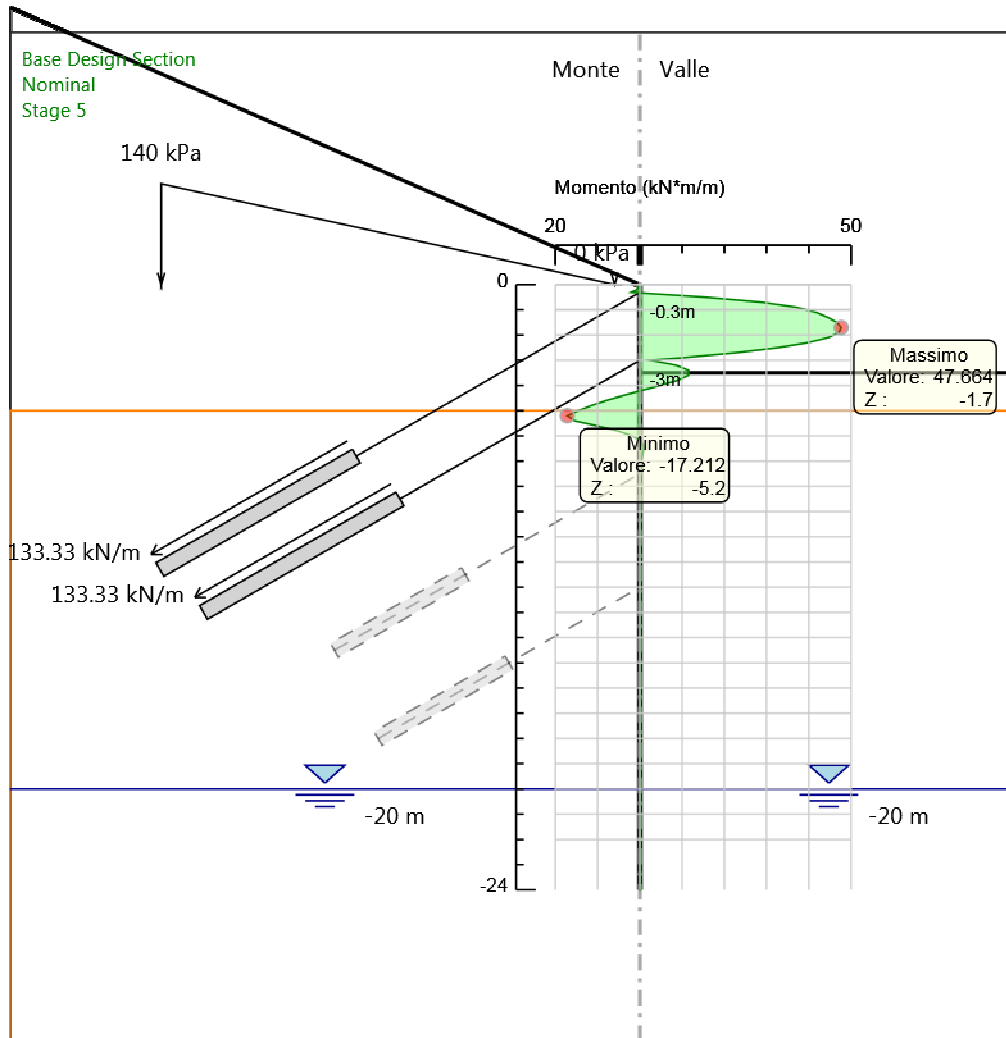 Base Design Section
Nominal
Stage 5
Monte
Valle
140 kPa
Momento (kN*m/m)
20
50
0 kPa
0
-0.3m
Massimo
Valore: 47.664
Z : -1.7
-3m
Minimo
Valore: -17.212
Z : -5.2
133.33 kN/m
133.33 kN/m
-20 m
-20 m
-24